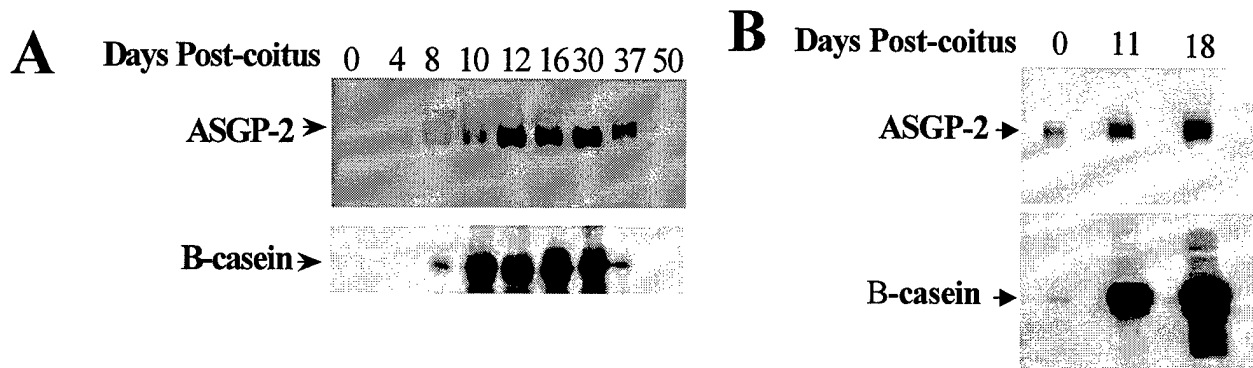 A
Days Post-coitus 0 4 8 10 12 16 30 37 50
ASGP-2
B-casein
B
Days Post-coitus 0 11 18
ASGP-2
B-casein